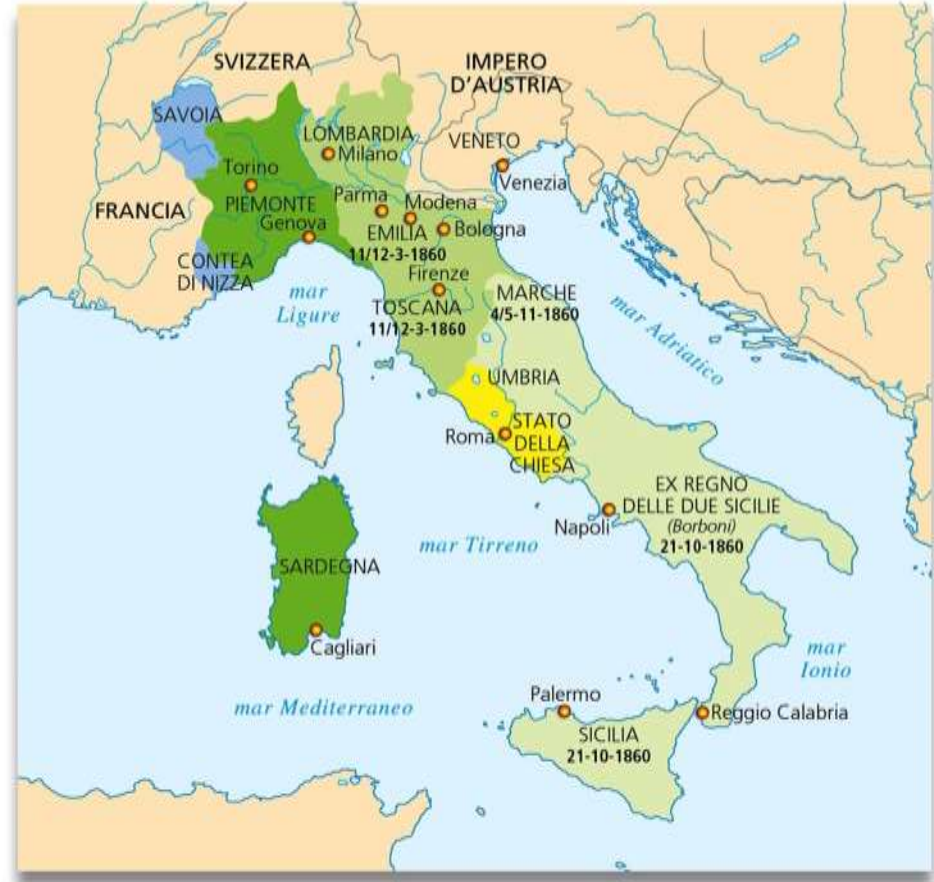 SVIZZERA
IMPERO
D'AUSTRIA
SAVOIA
LOMBARDIA
Milano
VENETO
Venezia
Torino
Parma
Modena
FRANCIA
PIEMONTE
Genova
EMILIA
Bologna
11/12-3-1860
CONTEA
DI NIZZA
Firenze
mar
Ligure
TOSCANA
11/12-3-1860
MARCHE
4/5-11-1860
mar Adriatico
UMBRIA
Roma
STATO
DELLA
CHIESA
EX REGNO
DELLE DUE SICILIE
(Borboni)
21-10-1860
Napoli
mar Tirreno
SARDEGNA
Cagliari
mar
Ionio
mar Mediterraneo
Palermo
Reggio Calabria
SICILIA
21-10-1860